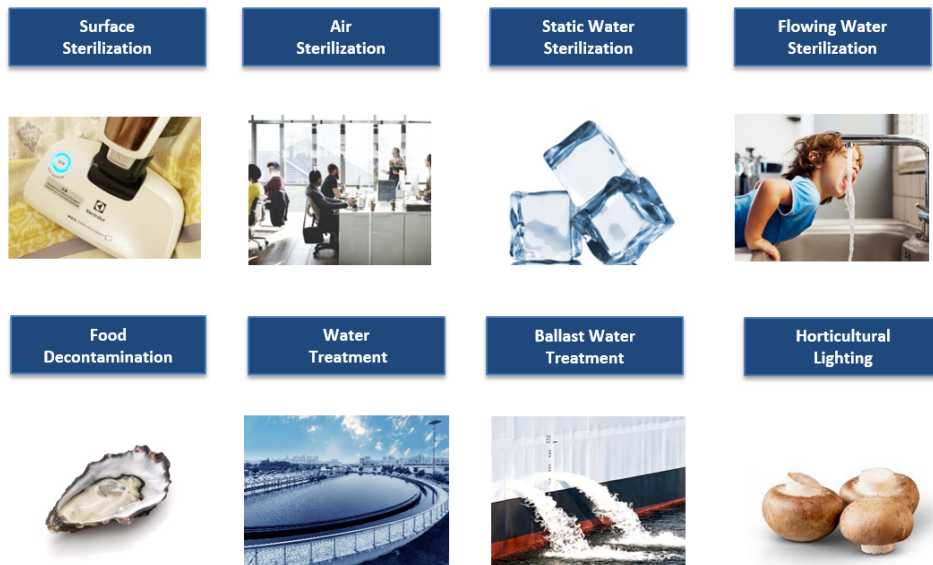 Surface
Sterilization
Air
Sterilization
Static Water
Sterilization
Flowing Water
Sterilization
Electrolux
Food
Decontamination
Water
Treatment
Ballast Water
Treatment
Horticultural
Lighting